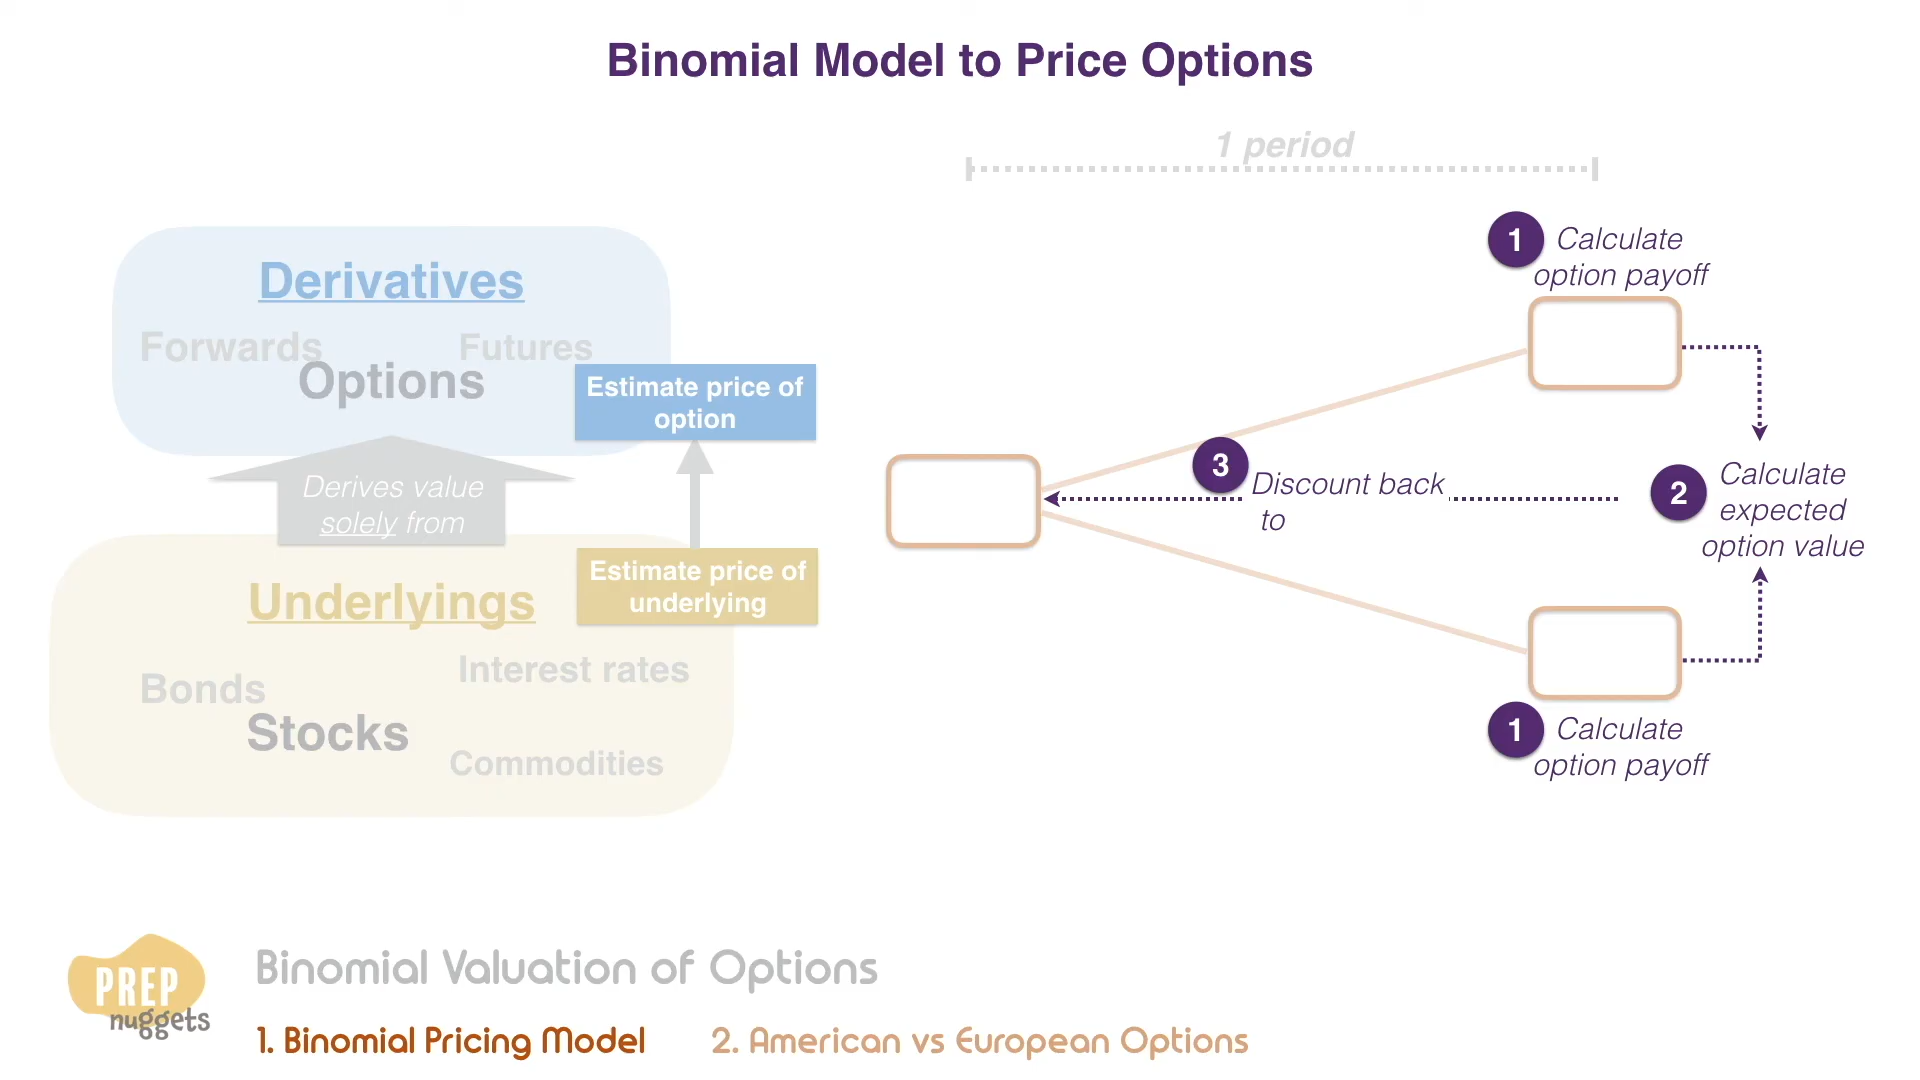 Binomial Model to Price Options
1 period
Derivatives
Forwards
Futures
Options
Estimate price of
option
Derives value
solely from
Estimate price of
underlying
Underlyings
Bonds
Interest rates
Stocks
Commodities
1 Calculate
option payoff
3 Discount back
to
2 Calculate
expected
option value
1 Calculate
option payoff
PREP
nuggets
Binomial Valuation of Options
1. Binomial Pricing Model
2. American vs European Options